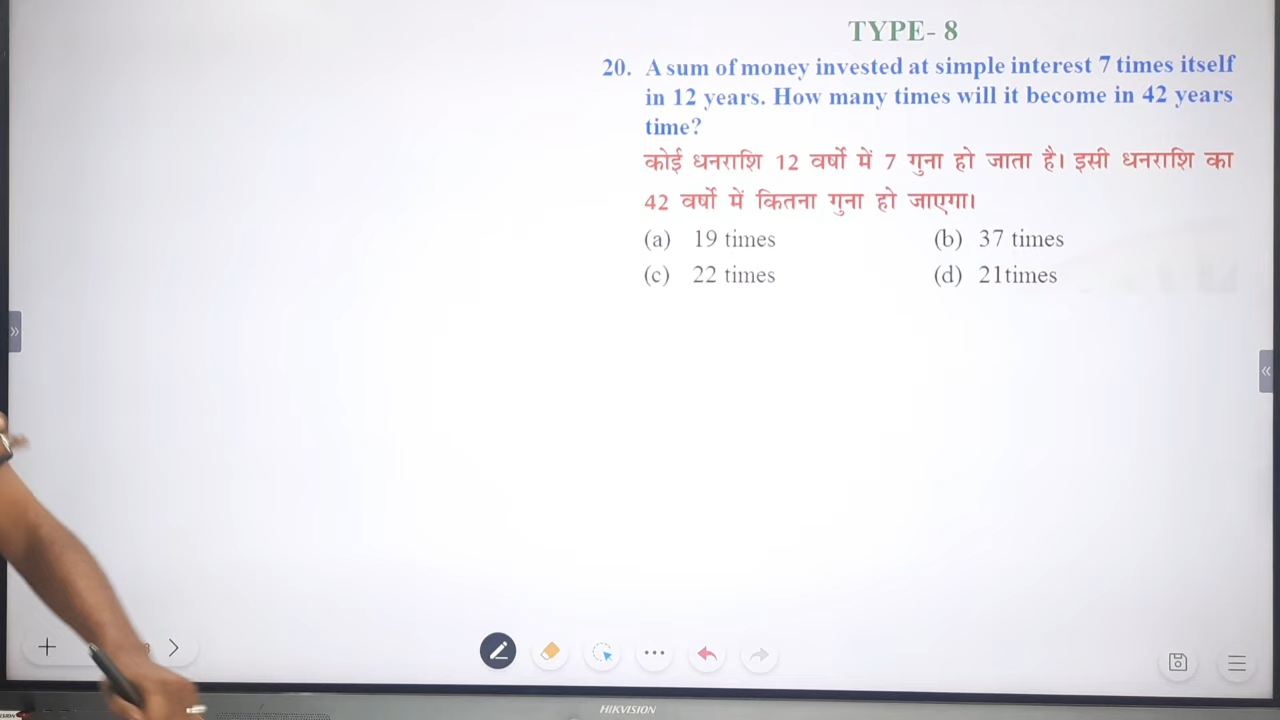 TYPE- 8
20. A sum of money invested at simple interest 7 times itself
in 12 years. How many times will it become in 42 years
time?
कोई धनराशि 12 वर्षो में 7 गुना हो जाता है। इसी धनराशि का
42 वर्षो में कितना गुना हो जाएगा।
(a) 19 times (b) 37 times
(c) 22 times (d) 21times
HIKVISION